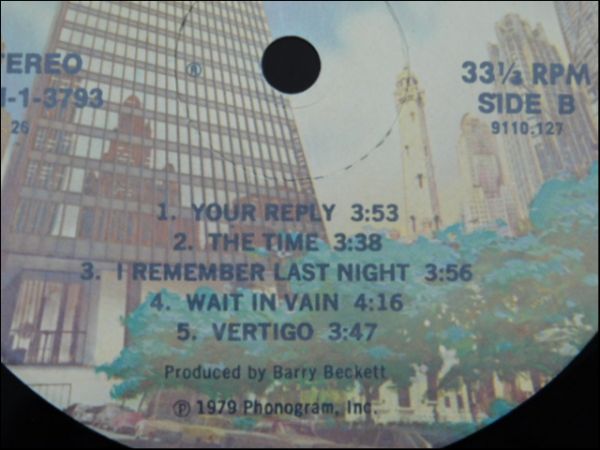 TEREO
1-3793
26
33⅓ RPM
SIDE B
9110.127
℗
1. YOUR REPLY 3:53
2. THE TIME 3:38
3. I REMEMBER LAST NIGHT 3:56
4. WAIT IN VAIN 4:16
5. VERTIGO 3:47
Produced by Barry Beckett
℗ 1979 Phonogram, Inc.